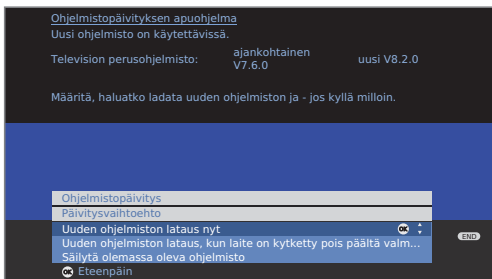 Ohjelmistopäivityksen apuohjelma
Uusi ohjelmisto on käytettävissä.
Television perusohjelmisto: ajankohtainen V7.6.0 uusi V8.2.0
Määritä, haluatko ladata uuden ohjelmiston ja - jos kyllä milloin.
Ohjelmistopäivitys
Päivitysvaihtoehto
Uuden ohjelmiston lataus nyt OK
Uuden ohjelmiston lataus, kun laite on kytketty pois päältä valm...
Säilytä olemassa oleva ohjelmisto
OK Eteenpäin
END